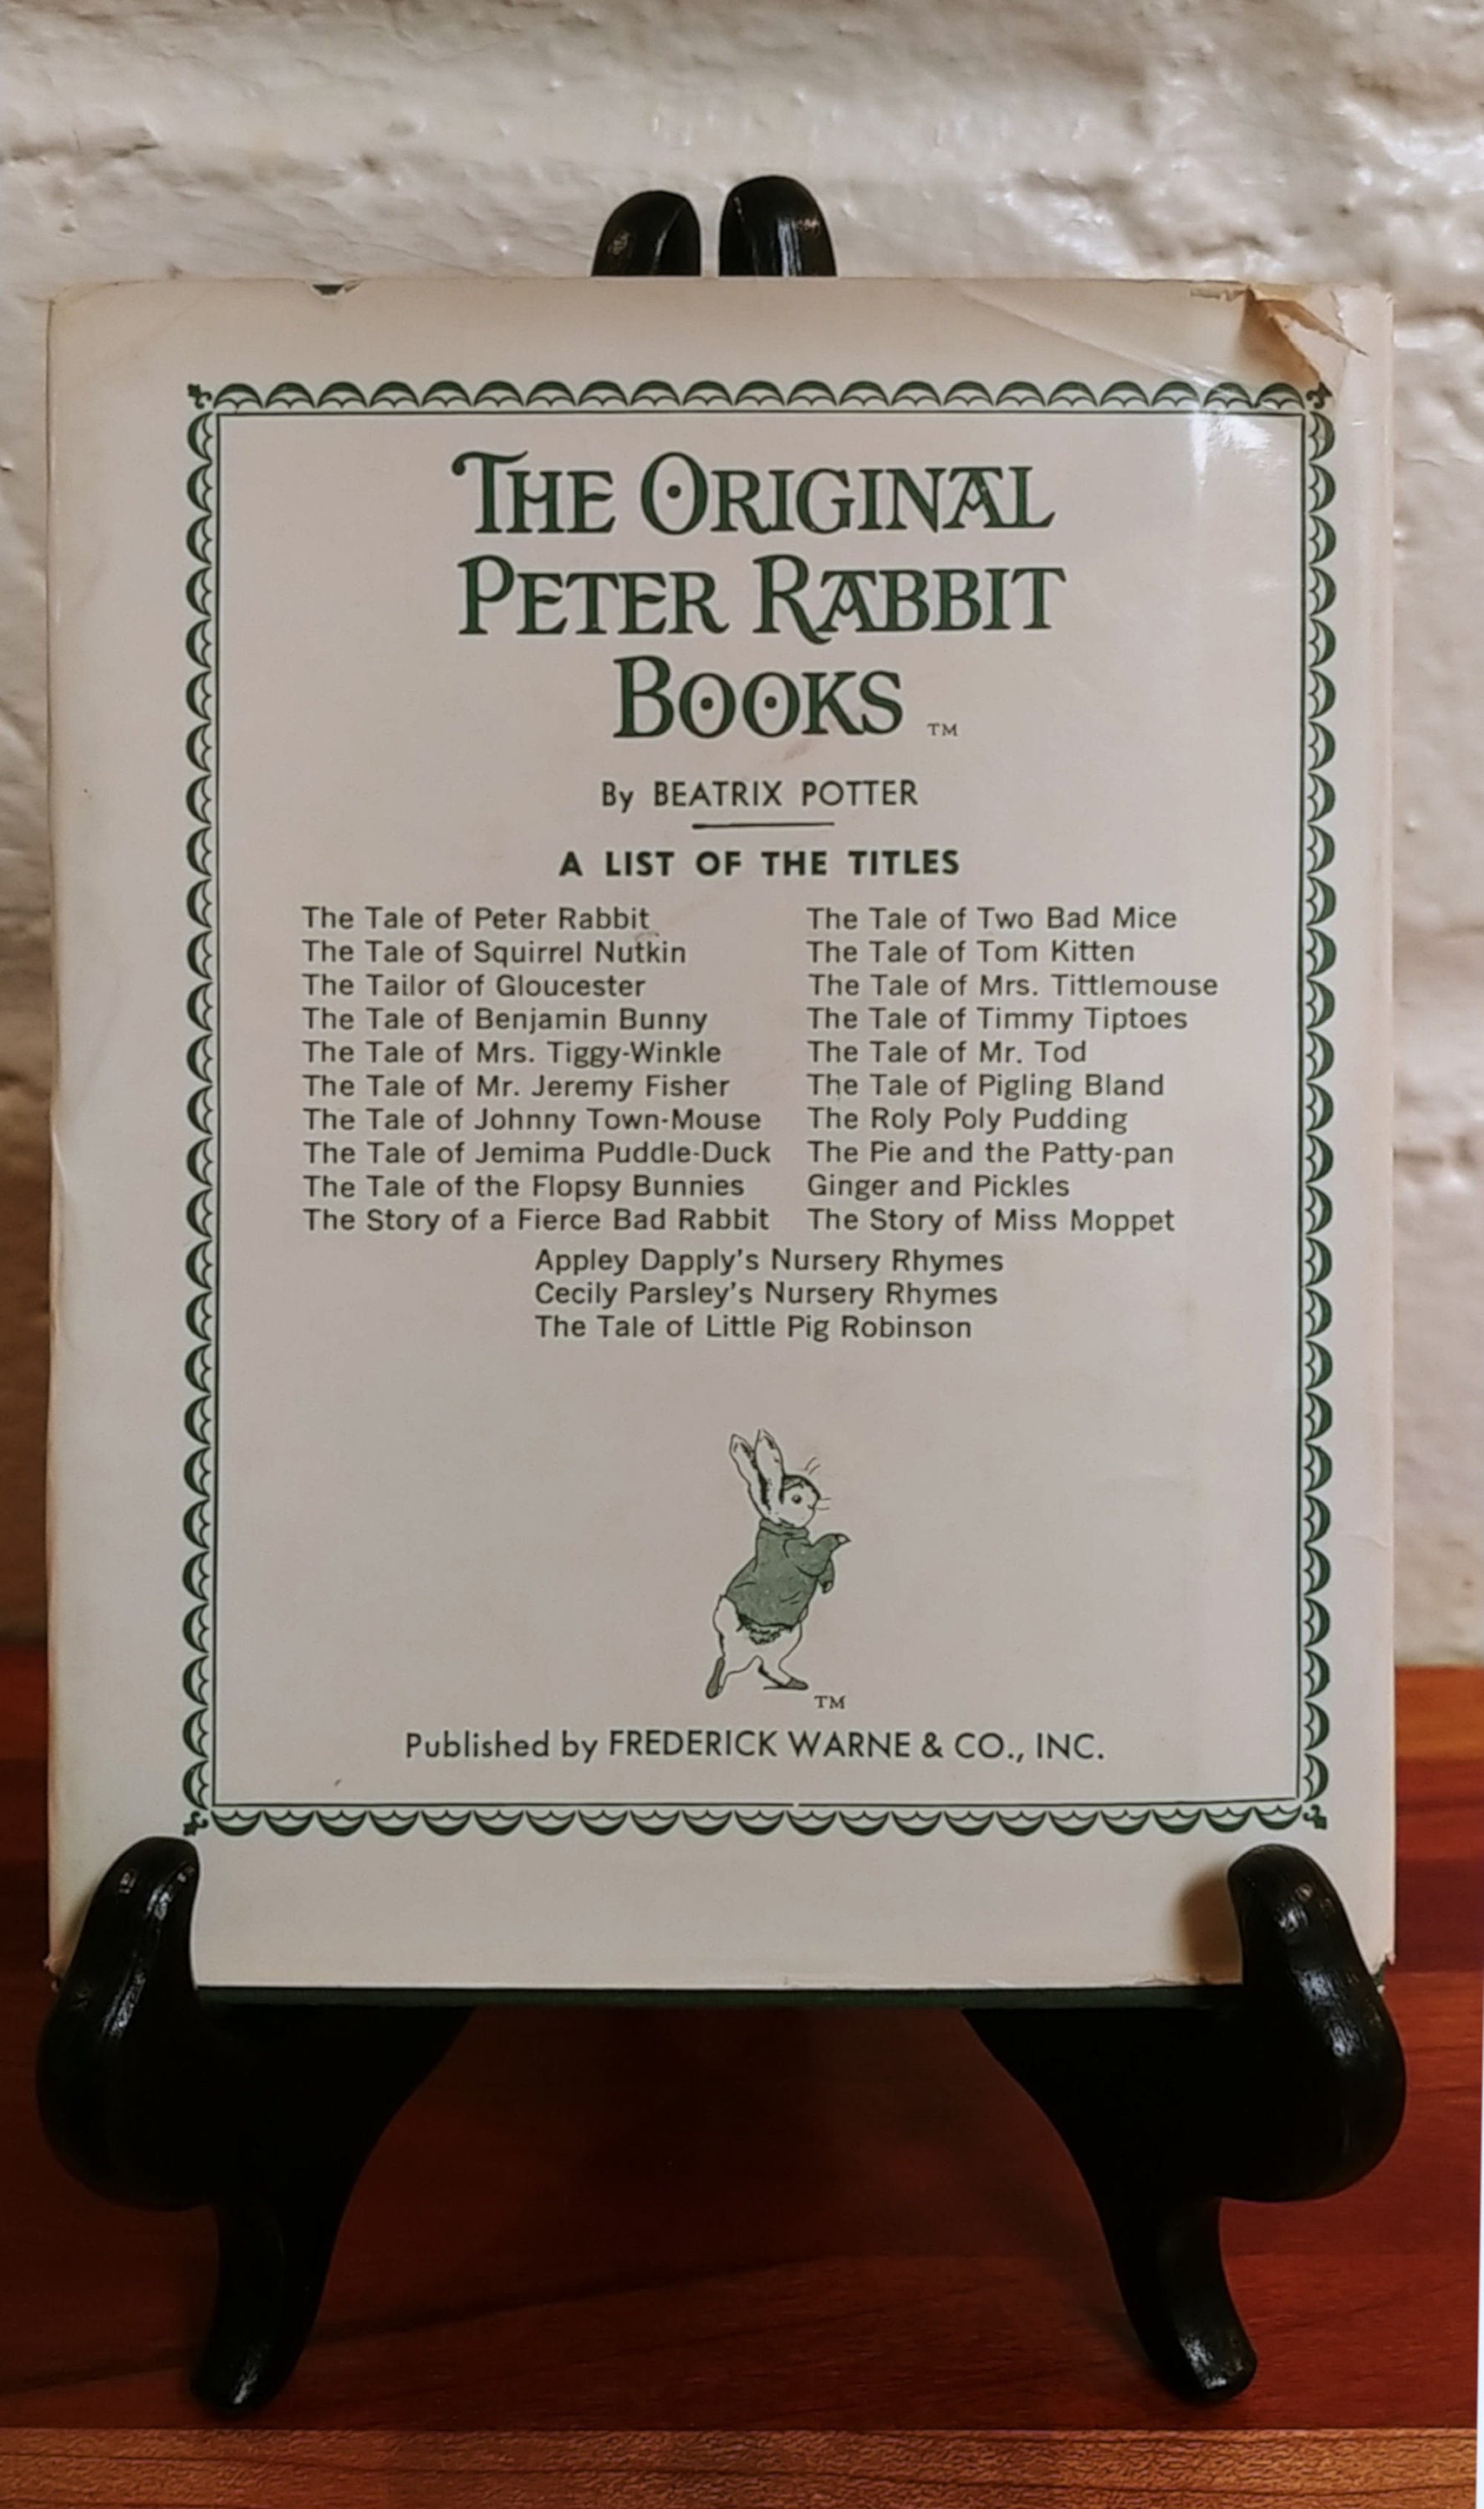 THE ORIGINAL
PETER RABBIT
BOOKS ™
By BEATRIX POTTER
A LIST OF THE TITLES
The Tale of Peter Rabbit
The Tale of Squirrel Nutkin
The Tailor of Gloucester
The Tale of Benjamin Bunny
The Tale of Mrs. Tiggy-Winkle
The Tale of Mr. Jeremy Fisher
The Tale of Johnny Town-Mouse
The Tale of Jemima Puddle-Duck
The Tale of the Flopsy Bunnies
The Story of a Fierce Bad Rabbit
The Tale of Two Bad Mice
The Tale of Tom Kitten
The Tale of Mrs. Tittlemouse
The Tale of Timmy Tiptoes
The Tale of Mr. Tod
The Tale of Pigling Bland
The Roly Poly Pudding
The Pie and the Patty-pan
Ginger and Pickles
The Story of Miss Moppet
Appley Dapply's Nursery Rhymes
Cecily Parsley's Nursery Rhymes
The Tale of Little Pig Robinson
TM
Published by FREDERICK WARNE & CO., INC.